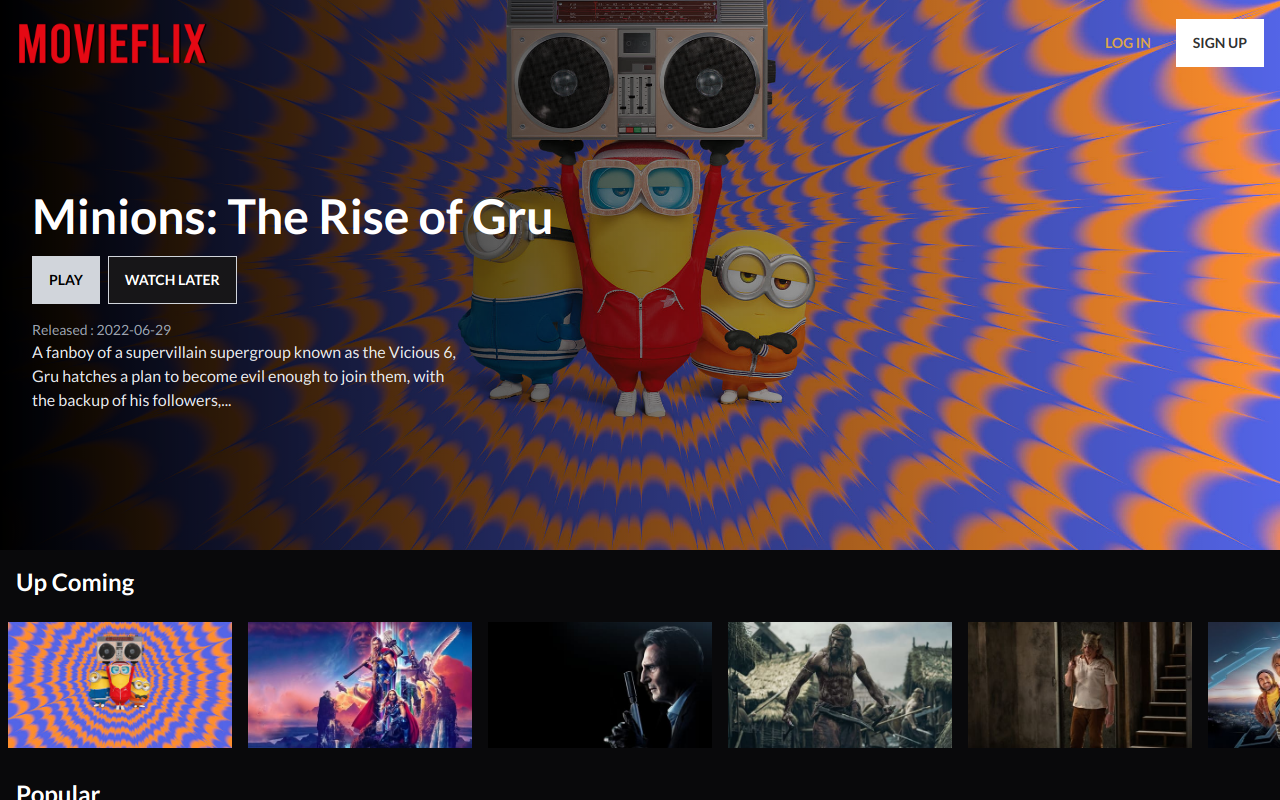 MOVIEFLIX
LOG IN
SIGN UP
Minions: The Rise of Gru
PLAY
WATCH LATER
Released : 2022-06-29
A fanboy of a supervillain supergroup known as the Vicious 6,
Gru hatches a plan to become evil enough to join them, with
the backup of his followers,...
Up Coming
Popular